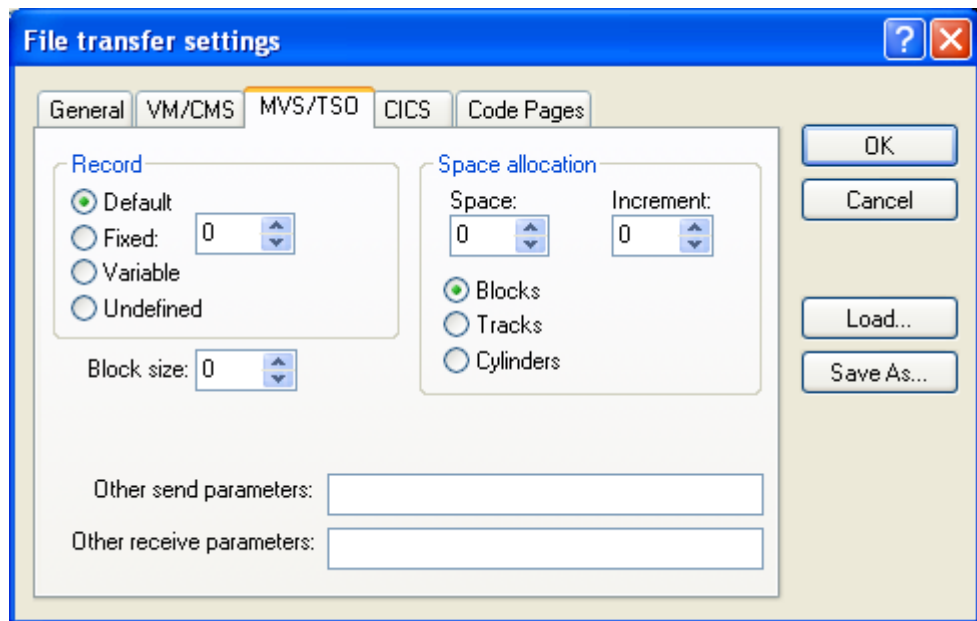 File transfer settings
General VM/CMS MVS/TSO CICS Code Pages
Record
Default
Fixed: 0
Variable
Undefined
Block size: 0
Space allocation
Space: Increment:
0 0
Blocks
Tracks
Cylinders
Other send parameters:
Other receive parameters:
OK
Cancel
Load...
Save As...